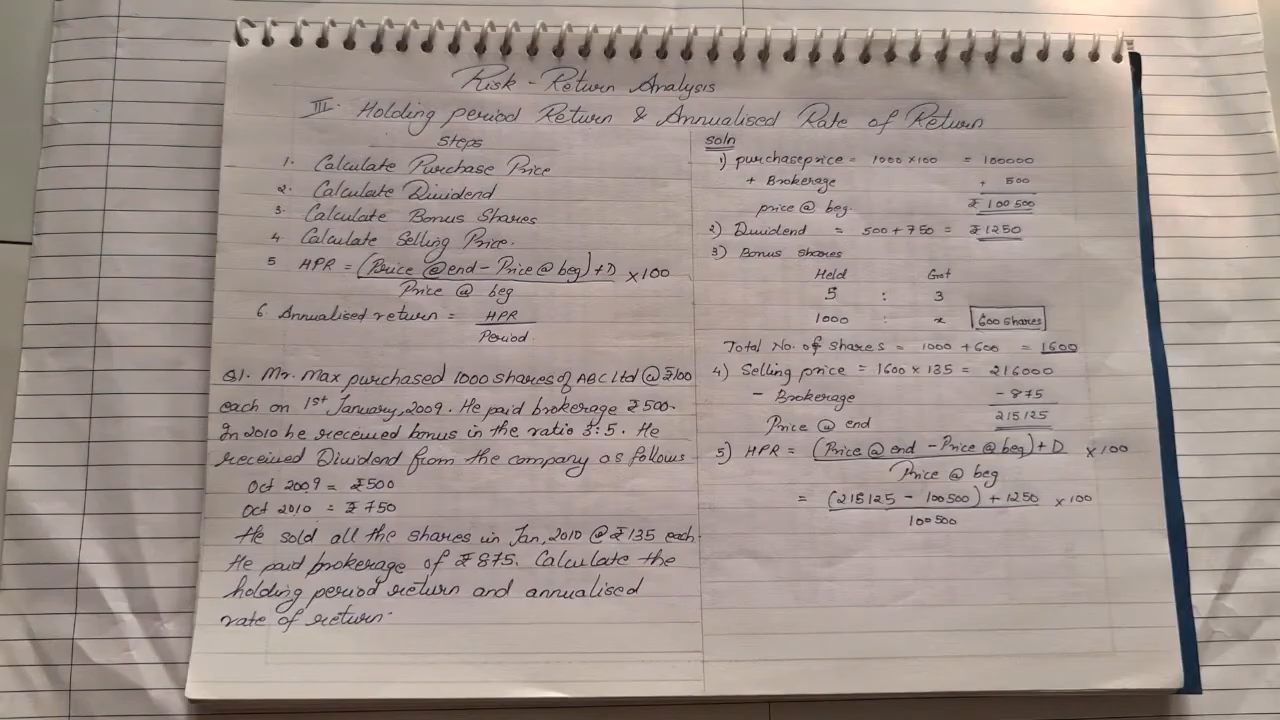 Risk - Return Analysis
III. Holding period Return & Annualised Rate of Return
Steps
1. Calculate Purchase Price
2. Calculate Dividend
3. Calculate Bonus Shares
4 Calculate Selling Price.
5 HPR = (Price @ end - Price @ beg) + D × 100
Price @ beg
6. Annualised return = HPR
Period.
Q1. Mr. Max purchased 1000 shares of ABC Ltd @ ₹100
each on 1st January, 2009. He paid brokerage ₹500.
In 2010 he received bonus in the ratio 3:5. He
received Dividend from the company as follows
Oct 2009 = ₹500
Oct 2010 = ₹750
He sold all the shares in Jan, 2010 @ ₹135 each.
He paid brokerage of ₹875. Calculate the
holding period return and annualised
rate of return.
soln
1) purchase price = 1000 × 100 = 100000
+ Brokerage + 500
price @ beg. ₹ 100500
2) Dividend = 500 + 750 = ₹1250
3) Bonus shares
Held Got
5 : 3
1000 : x 600 shares
Total No. of shares = 1000 + 600 = 1600
4) Selling price = 1600 × 135 = 216000
- Brokerage - 875
Price @ end 215125
5) HPR = (Price @ end - Price @ beg) + D × 100
Price @ beg
= (215125 - 100500) + 1250 × 100
100500